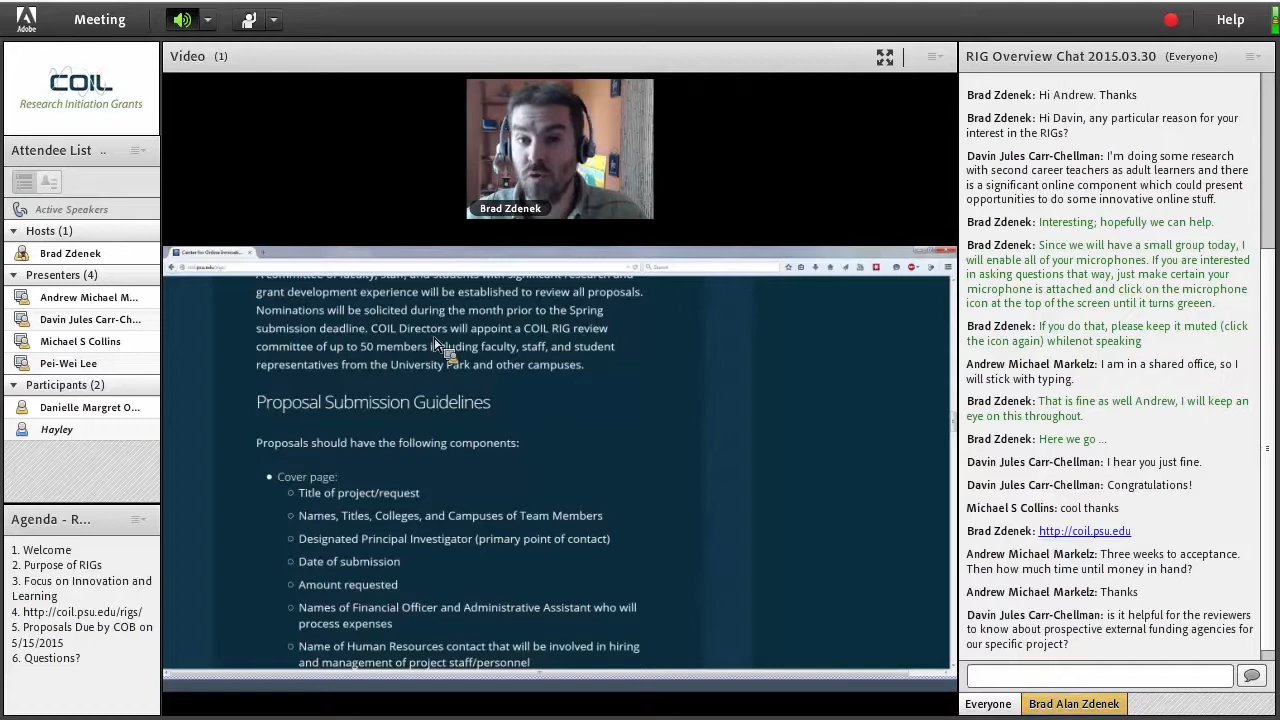 Adobe
Meeting
Help
COIL
Research Initiation Grants
Attendee List ..
Active Speakers
Hosts (1)
Brad Zdenek
Presenters (4)
Andrew Michael M...
Davin Jules Carr-Ch...
Michael S Collins
Pei-Wei Lee
Participants (2)
Danielle Margret O...
Hayley
Agenda - R...
1. Welcome
2. Purpose of RIGs
3. Focus on Innovation and
Learning
4. http://coil.psu.edu/rigs/
5. Proposals Due by COB on
5/15/2015
6. Questions?
Video (1)
Brad Zdenek
Center for Online Innovati...
coil.psu.edu/rigs/
Search
A committee of faculty, staff, and students with significant research and
grant development experience will be established to review all proposals.
Nominations will be solicited during the month prior to the Spring
submission deadline. COIL Directors will appoint a COIL RIG review
committee of up to 50 members including faculty, staff, and student
representatives from the University Park and other campuses.
Proposal Submission Guidelines
Proposals should have the following components:
Cover page:
Title of project/request
Names, Titles, Colleges, and Campuses of Team Members
Designated Principal Investigator (primary point of contact)
Date of submission
Amount requested
Names of Financial Officer and Administrative Assistant who will
process expenses
Name of Human Resources contact that will be involved in hiring
and management of project staff/personnel
RIG Overview Chat 2015.03.30 (Everyone)
Brad Zdenek: Hi Andrew. Thanks
Brad Zdenek: Hi Davin, any particular reason for your
interest in the RIGs?
Davin Jules Carr-Chellman: I'm doing some research
with second career teachers as adult learners and there
is a significant online component which could present
opportunities to do some innovative online stuff.
Brad Zdenek: Interesting; hopefully we can help.
Brad Zdenek: Since we will have a small group today, I
will enable all of your microphones. If you are interested
in asking questions that way, just make certain your
microphone is attached and click on the microphone
icon at the top of the screen until it turns greeen.
Brad Zdenek: If you do that, please keep it muted (click
the icon again) whilenot speaking
Andrew Michael Markelz: I am in a shared office, so I
will stick with typing.
Brad Zdenek: That is fine as well Andrew, I will keep an
eye on this throughout.
Brad Zdenek: Here we go ...
Davin Jules Carr-Chellman: I hear you just fine.
Davin Jules Carr-Chellman: Congratulations!
Michael S Collins: cool thanks
Brad Zdenek: http://coil.psu.edu
Andrew Michael Markelz: Three weeks to acceptance.
Then how much time until money in hand?
Andrew Michael Markelz: Thanks
Davin Jules Carr-Chellman: is it helpful for the reviewers
to know about prospective external funding agencies for
our specific project?
Everyone
Brad Alan Zdenek